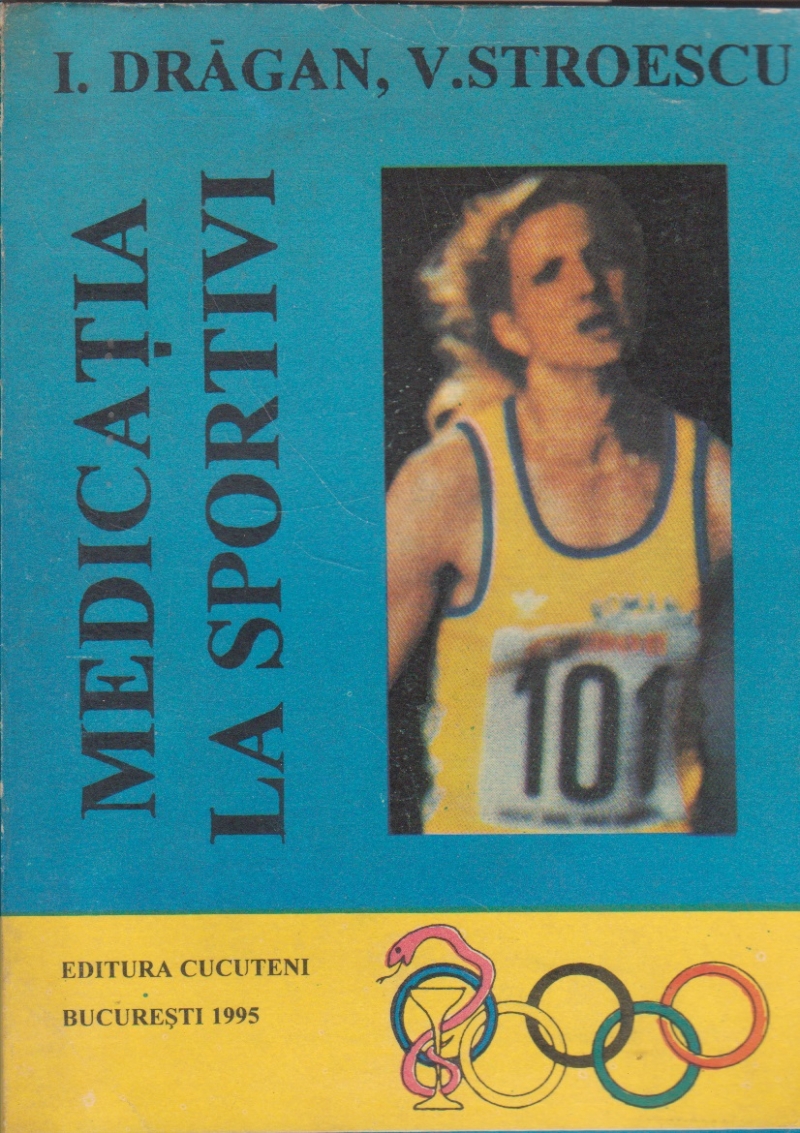 I. DRĂGAN, V.STROESCU
MEDICAȚIA
LA SPORTIVI
101
EDITURA CUCUTENI
BUCUREȘTI 1995